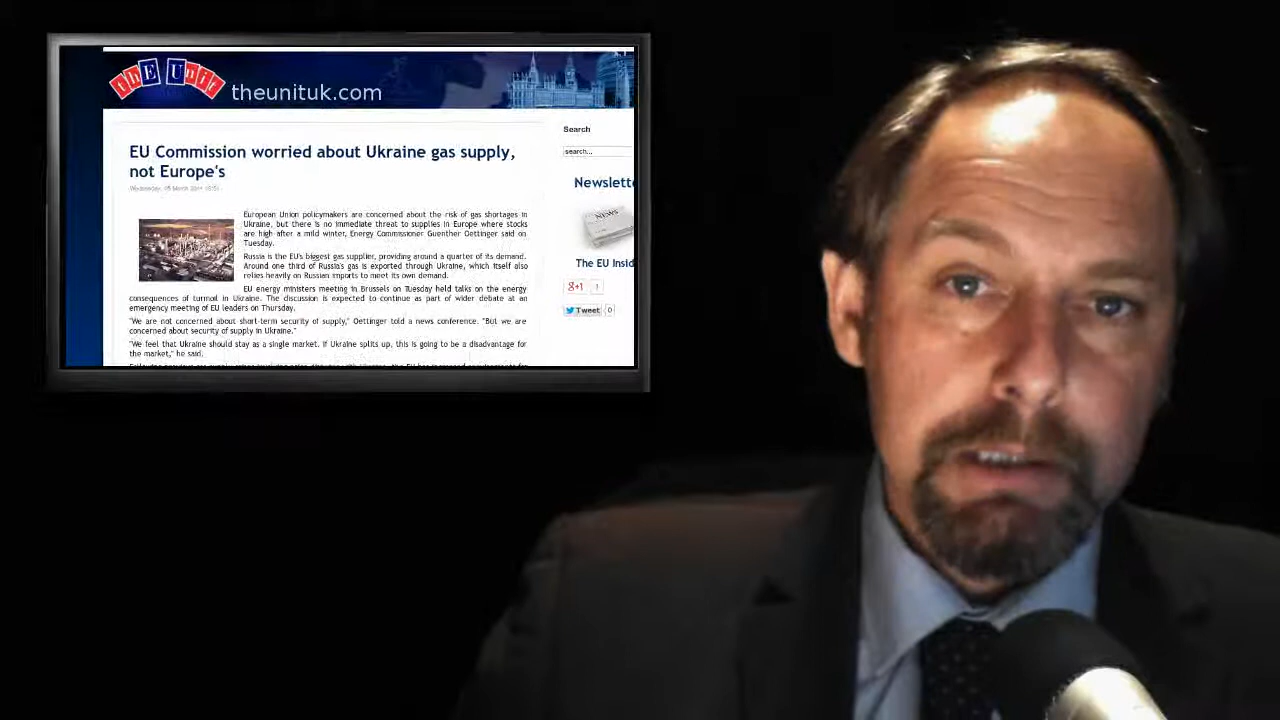 thE Unit
theunituk.com
EU Commission worried about Ukraine gas supply,
not Europe's
Search
search...
Newslett
NEWS
The EU Insid
g+1 1
Tweet 0
European Union policymakers are concerned about the risk of gas shortages in
Ukraine, but there is no immediate threat to supplies in Europe where stocks
are high after a mild winter, Energy Commissioner Guenther Oettinger said on
Tuesday.
Russia is the EU's biggest gas supplier, providing around a quarter of its demand.
Around one third of Russia's gas is exported through Ukraine, which itself also
relies heavily on Russian imports to meet its own demand.
EU energy ministers meeting in Brussels on Tuesday held talks on the energy
consequences of turmoil in Ukraine. The discussion is expected to continue as part of wider debate at an
emergency meeting of EU leaders on Thursday.
"We are not concerned about short-term security of supply," Oettinger told a news conference. "But we are
concerned about security of supply in Ukraine."
"We feel that Ukraine should stay as a single market. If Ukraine splits up, this is going to be a disadvantage for
the market," he said.